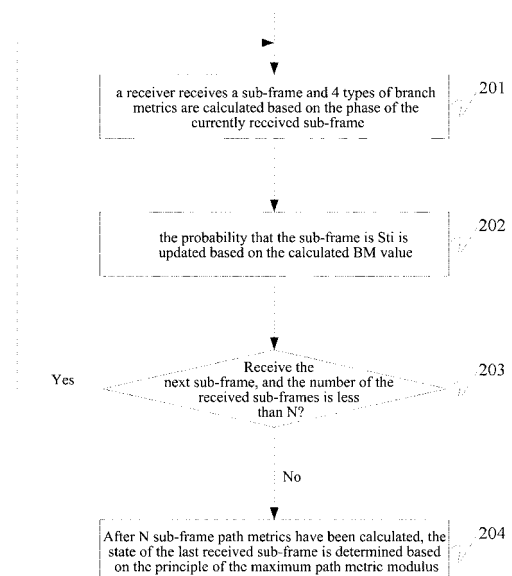 a receiver receives a sub-frame and 4 types of branch
metrics are calculated based on the phase of the
currently received sub-frame
201
the probability that the sub-frame is Sti is
updated based on the calculated BM value
202
Receive the
next sub-frame, and the number of the
received sub-frames is less
than N?
203
Yes
No
After N sub-frame path metrics have been calculated, the
state of the last received sub-frame is determined based
on the principle of the maximum path metric modulus
204